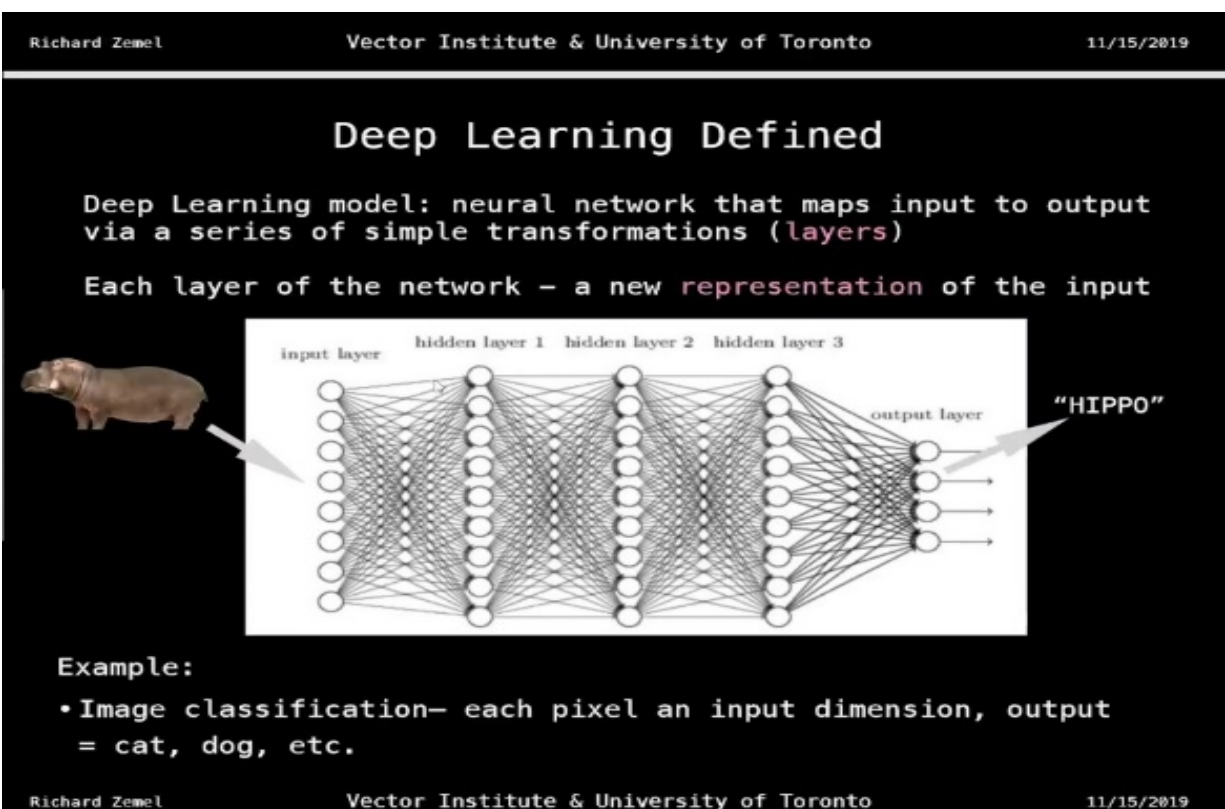 Richard Zemel Vector Institute & University of Toronto 11/15/2019
Deep Learning Defined
Deep Learning model: neural network that maps input to output
via a series of simple transformations (layers)
Each layer of the network – a new representation of the input
input layer hidden layer 1 hidden layer 2 hidden layer 3
output layer
“HIPPO”
Example:
• Image classification– each pixel an input dimension, output
= cat, dog, etc.
Richard Zemel Vector Institute & University of Toronto 11/15/2019